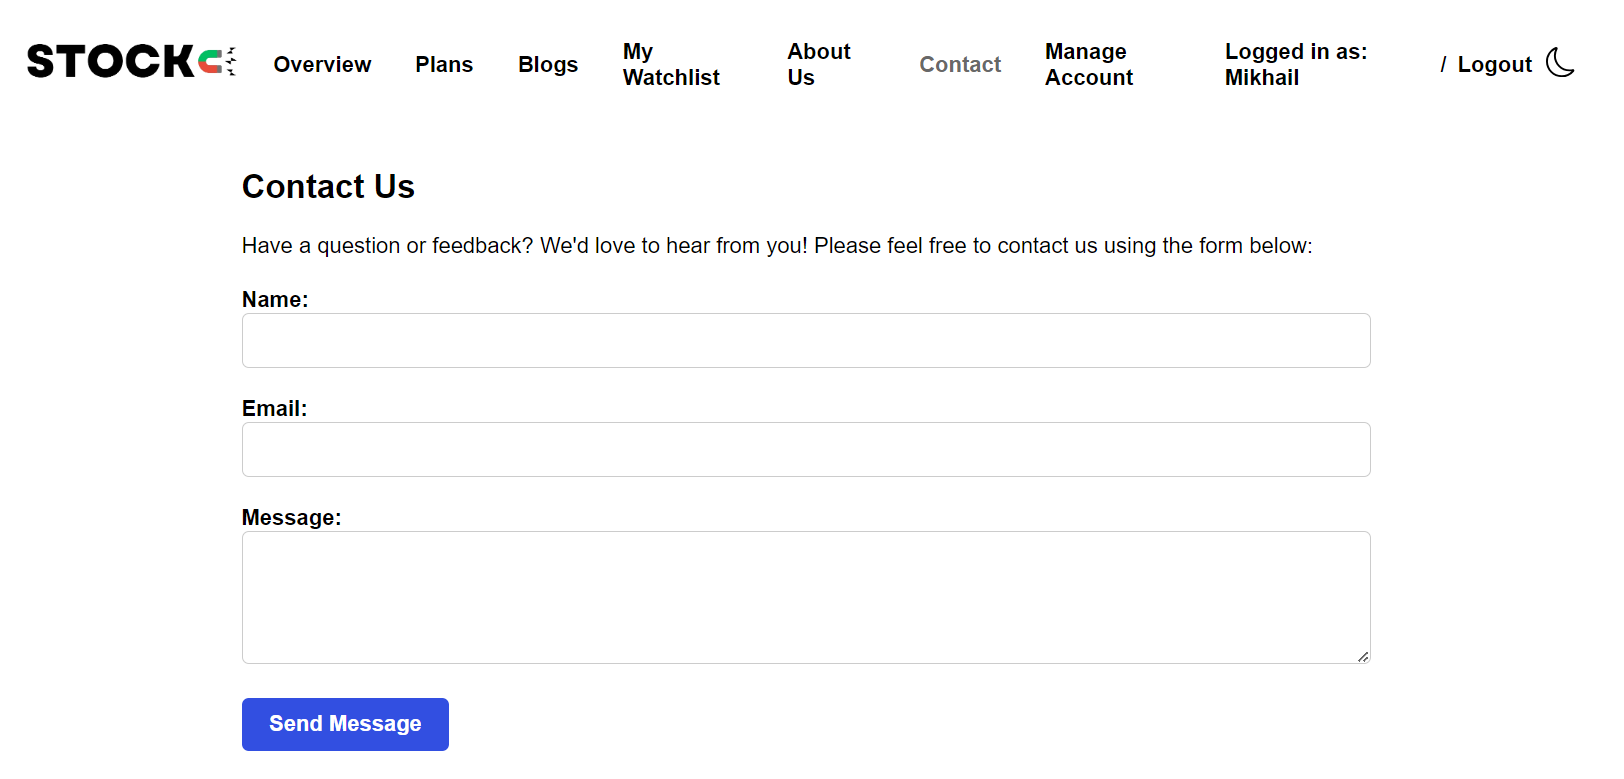 STOCK
Overview
Plans
Blogs
My
Watchlist
About
Us
Contact
Manage
Account
Logged in as:
Mikhail
/ Logout
Contact Us
Have a question or feedback? We'd love to hear from you! Please feel free to contact us using the form below:
Name:
Email:
Message:
Send Message